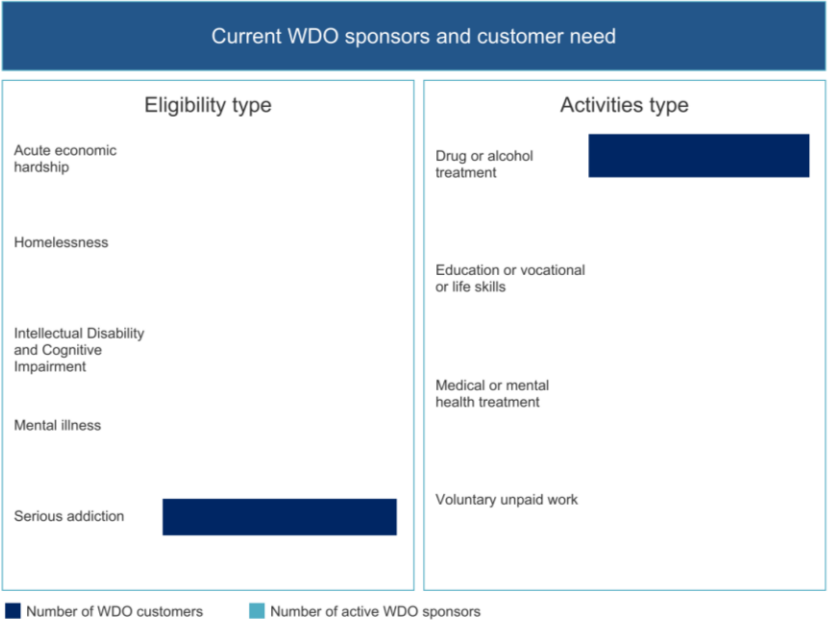 Current WDO sponsors and customer need
Eligibility type
Acute economic
hardship
Homelessness
Intellectual Disability
and Cognitive
Impairment
Mental illness
Serious addiction
Activities type
Drug or alcohol
treatment
Education or vocational
or life skills
Medical or mental
health treatment
Voluntary unpaid work
Number of WDO customers
Number of active WDO sponsors